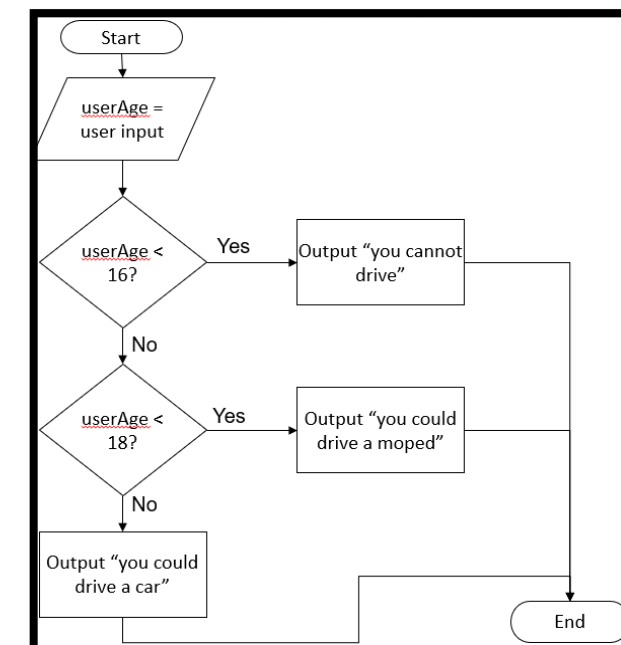 Start
userAge =
user input
userAge <
16?
Yes
Output “you cannot
drive”
No
userAge <
18?
Yes
Output “you could
drive a moped”
No
Output “you could
drive a car”
End